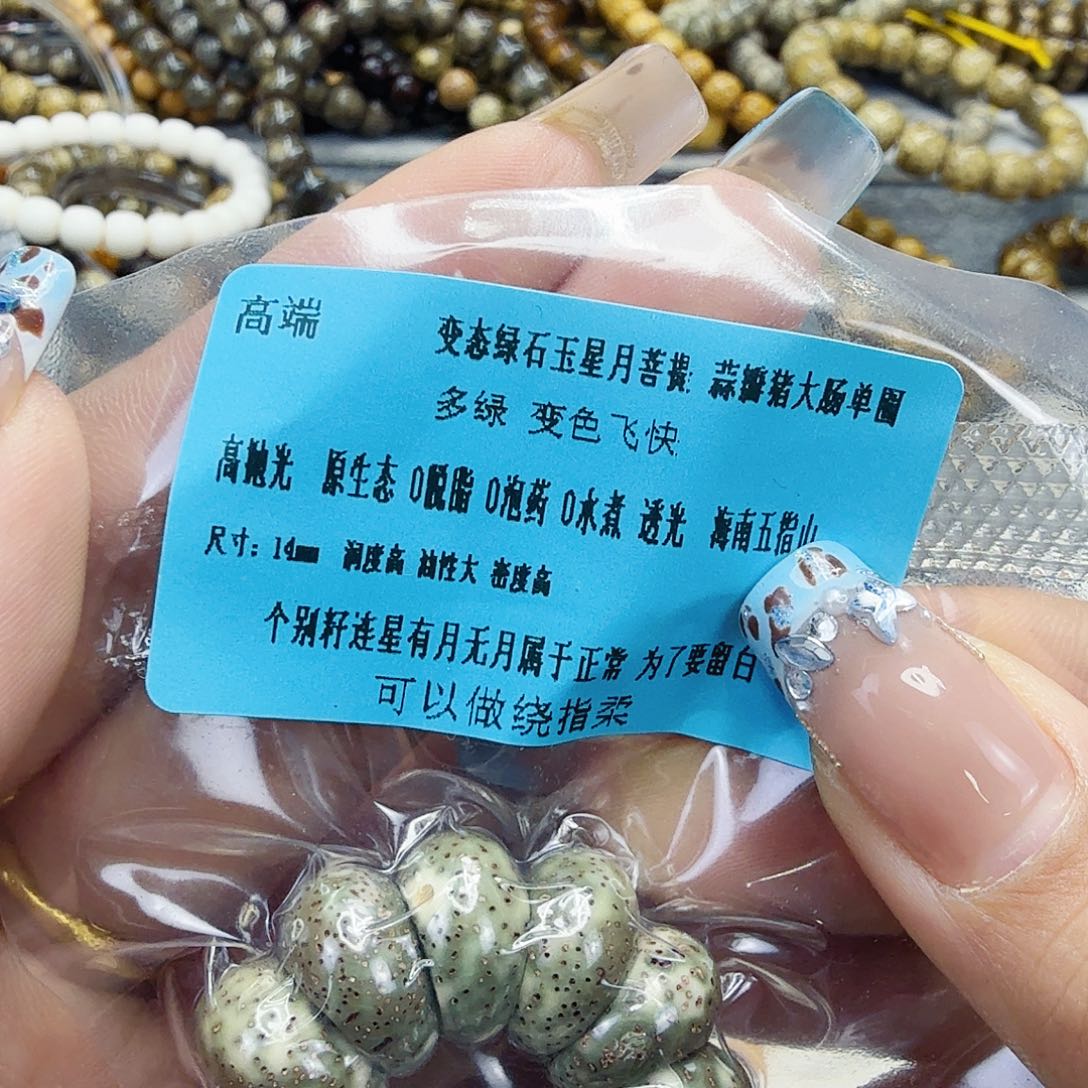 高端
变态绿石玉星月菩提 蒜瓣猪大肠单圈
多绿 变色飞快
高抛光 原生态 0脱脂 0泡药 0水煮 透光 海南五指山
尺寸：14mm 润度高 油性大 密度高
个别籽连星有月无月属于正常 为了要留白
可以做绕指柔